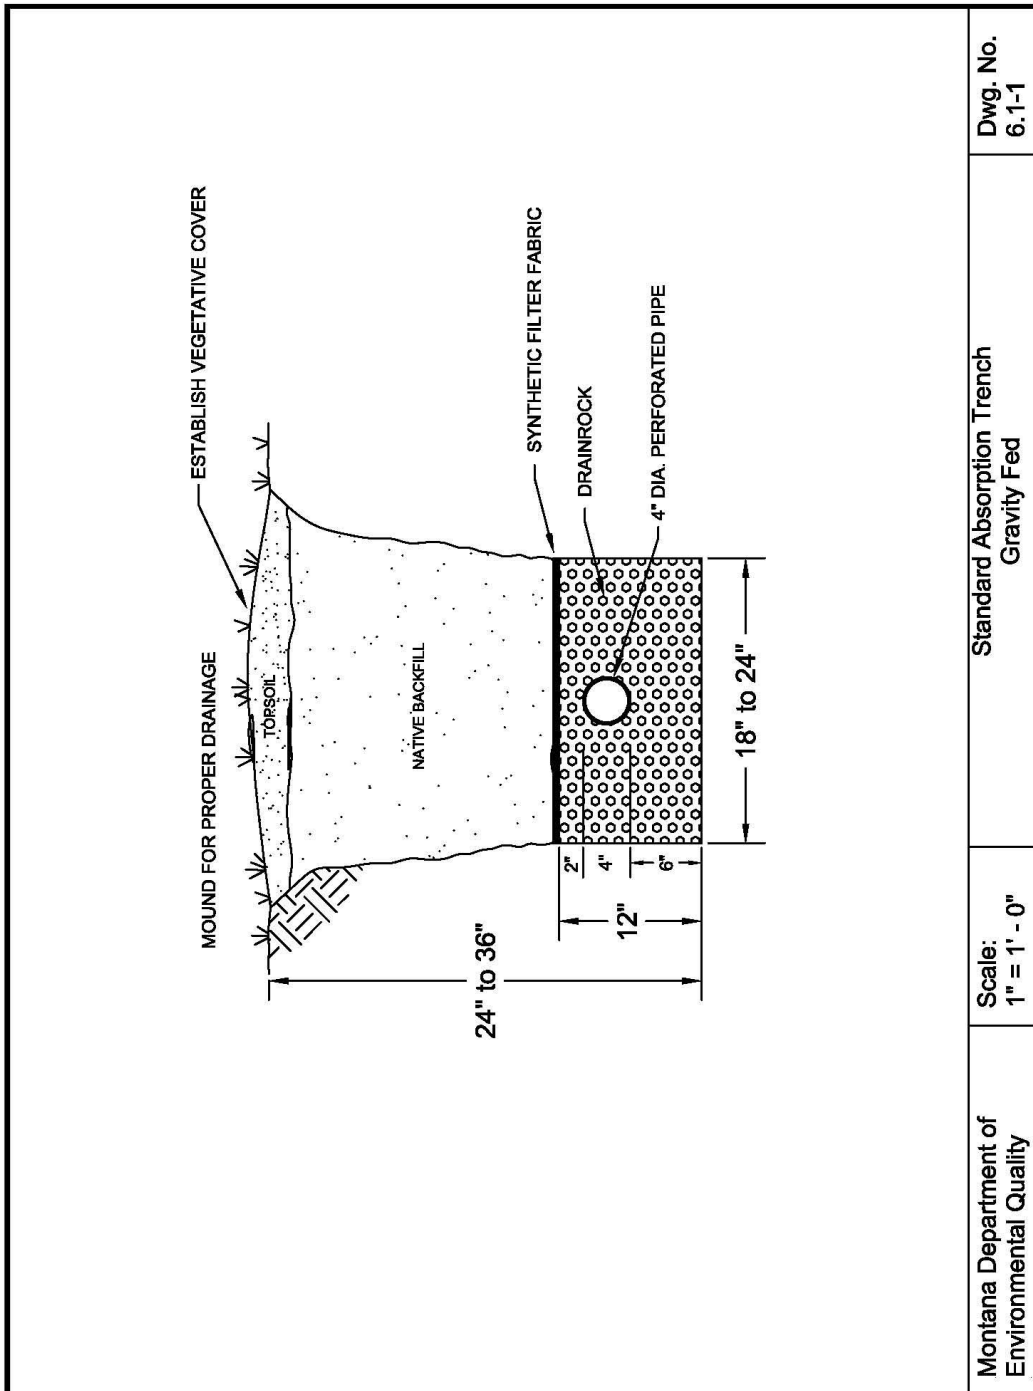 ESTABLISH VEGETATIVE COVER
MOUND FOR PROPER DRAINAGE
TOPSOIL
NATIVE BACKFILL
SYNTHETIC FILTER FABRIC
DRAINROCK
4" DIA. PERFORATED PIPE
2"
4"
6"
12"
24" to 36"
18" to 24"
Montana Department of
Environmental Quality
Scale:
1" = 1' - 0"
Standard Absorption Trench
Gravity Fed
Dwg. No.
6.1-1